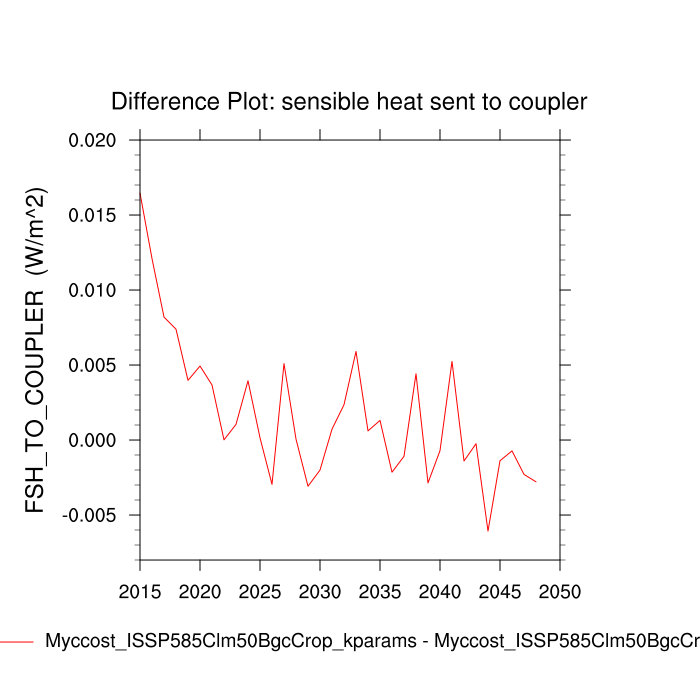 Difference Plot: sensible heat sent to coupler
FSH_TO_COUPLER (W/m^2)
0.020
0.015
0.010
0.005
0.000
-0.005
2015 2020 2025 2030 2035 2040 2045 2050
Myccost_ISSP585Clm50BgcCrop_kparams - Myccost_ISSP585Clm50BgcCr